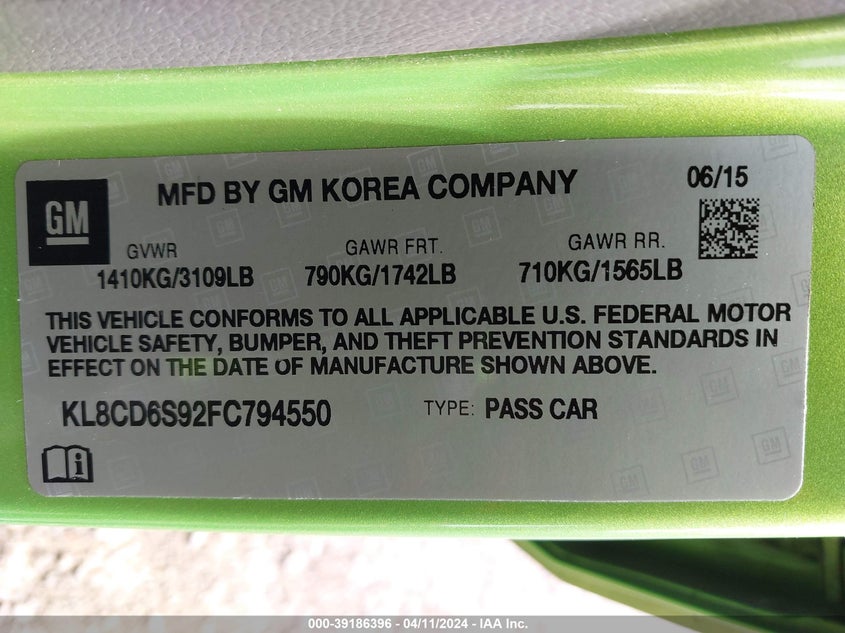 GM
MFD BY GM KOREA COMPANY
06/15
GVWR
1410KG/3109LB
GAWR FRT.
790KG/1742LB
GAWR RR.
710KG/1565LB
THIS VEHICLE CONFORMS TO ALL APPLICABLE U.S. FEDERAL MOTOR
VEHICLE SAFETY, BUMPER, AND THEFT PREVENTION STANDARDS IN
EFFECT ON THE DATE OF MANUFACTURE SHOWN ABOVE.
KL8CD6S92FC794550
TYPE: PASS CAR
i
000-39186396 - 04/11/2024 - IAA Inc.